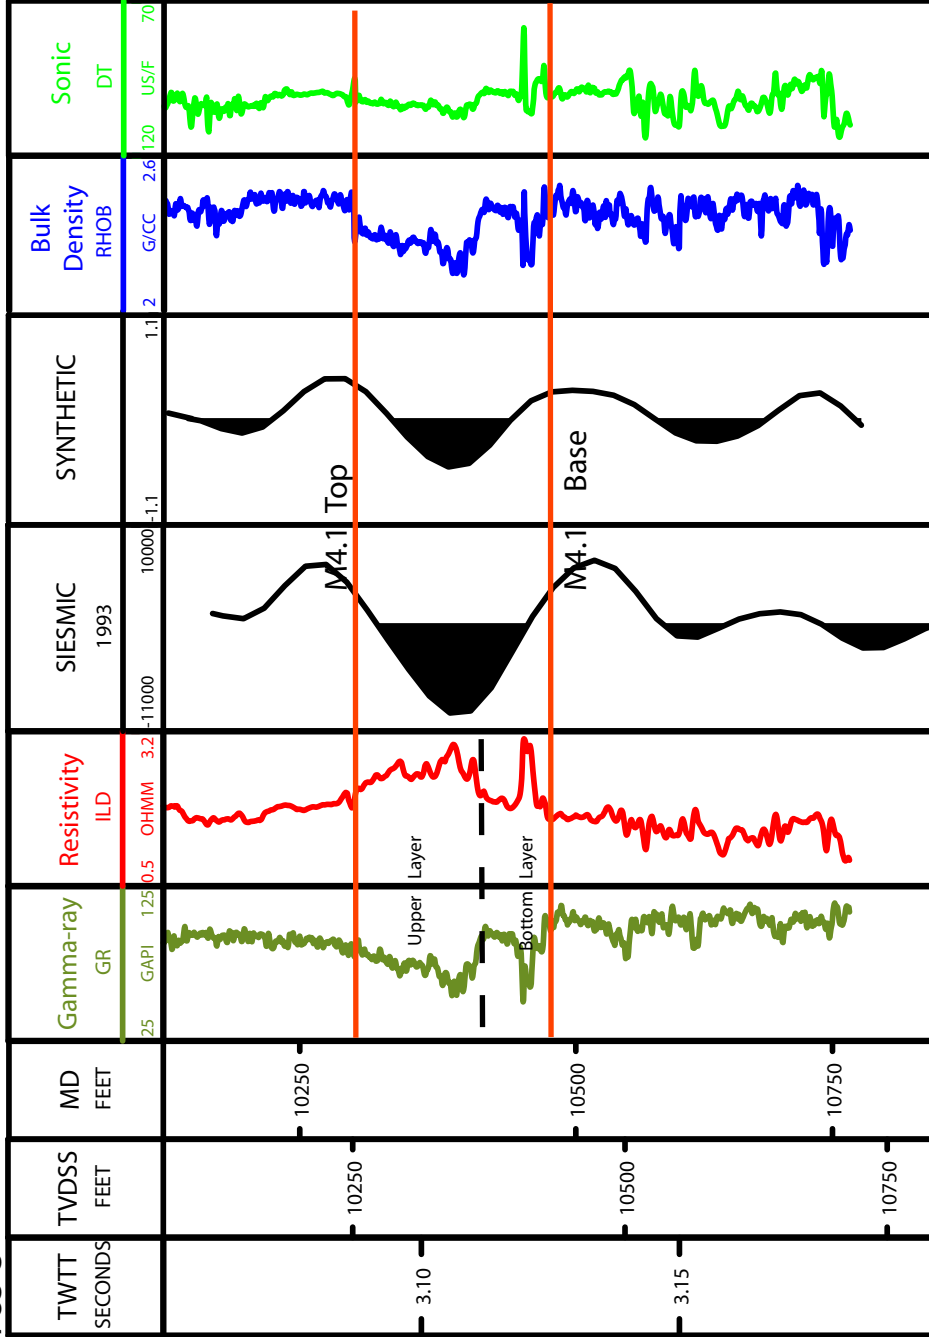 TWTT
SECONDS
TVDSS
FEET
MD
FEET
Gamma-ray
GR
25 GAPI 125
Resistivity
ILD
0.5 OHMM 3.2
SIESMIC
1993
-11000 10000
SYNTHETIC
-1.1 1.1
Bulk
Density
RHOB
2 G/CC 2.6
Sonic
DT
120 US/F 70
10250
M4.1 Top
10250
Upper Layer
3.10
Bottom Layer
10500
M4.1 Base
10500
3.15
10750
10750